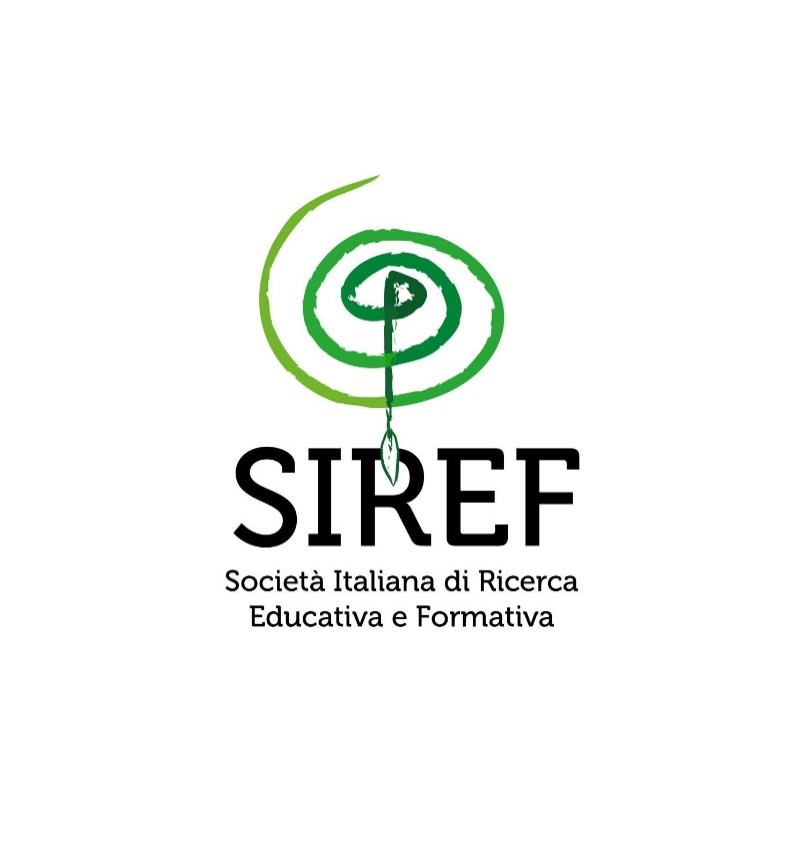 SIREF
Società Italiana di Ricerca
Educativa e Formativa